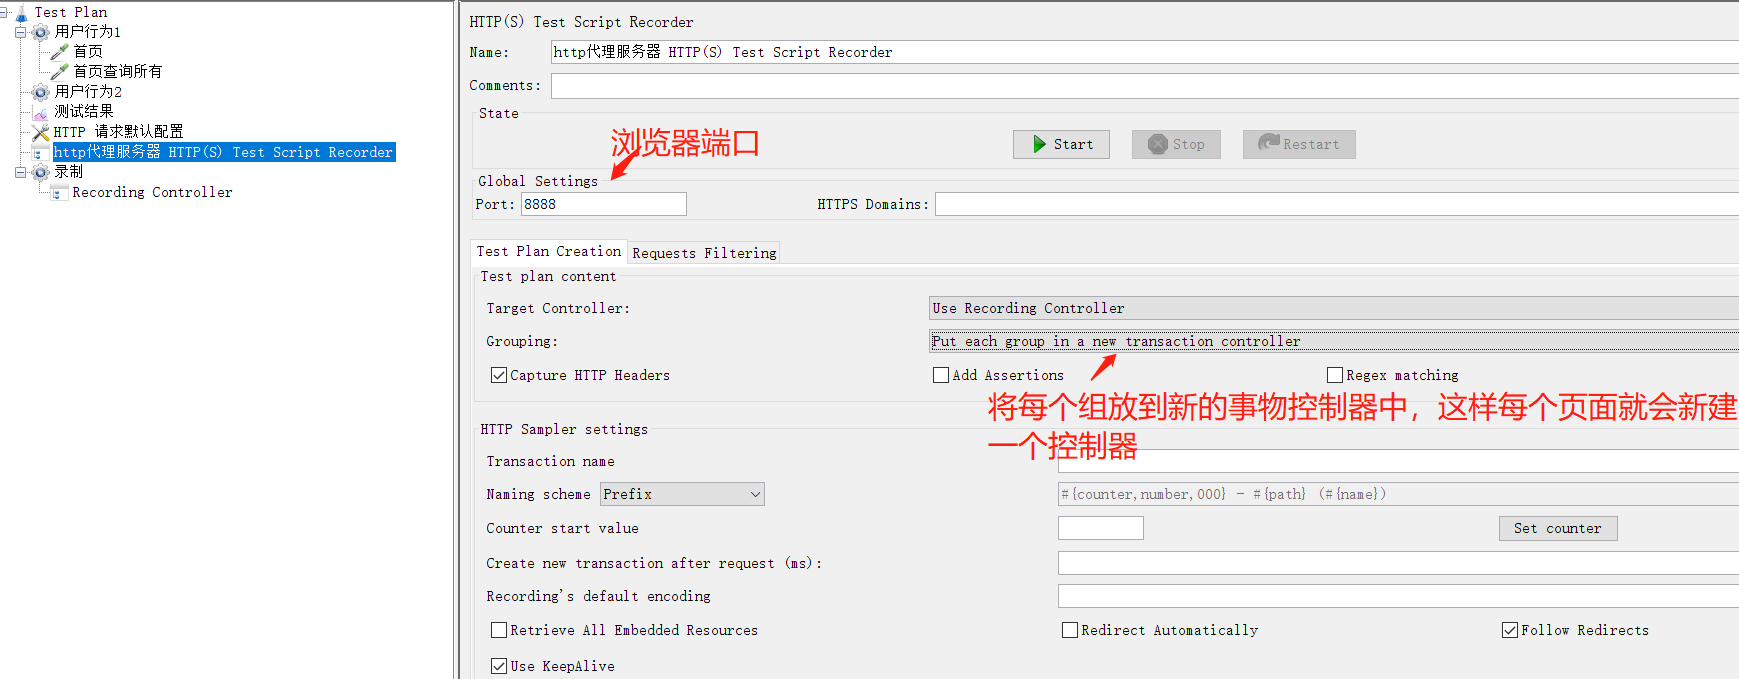 Test Plan
用户行为1
首页
首页查询所有
用户行为2
测试结果
HTTP 请求默认配置
http代理服务器 HTTP(S) Test Script Recorder
录制
Recording Controller
HTTP(S) Test Script Recorder
Name: http代理服务器 HTTP(S) Test Script Recorder
Comments:
State
浏览器端口
Start Stop Restart
Global Settings
Port: 8888 HTTPS Domains:
Test Plan Creation Requests Filtering
Test plan content
Target Controller: Use Recording Controller
Grouping: Put each group in a new transaction controller
Capture HTTP Headers Add Assertions Regex matching
将每个组放到新的事物控制器中，这样每个页面就会新建
一个控制器
HTTP Sampler settings
Transaction name
Naming scheme Prefix #{counter,number,000} - #{path} (#{name})
Counter start value Set counter
Create new transaction after request (ms):
Recording's default encoding
Retrieve All Embedded Resources Redirect Automatically Follow Redirects
Use KeepAlive